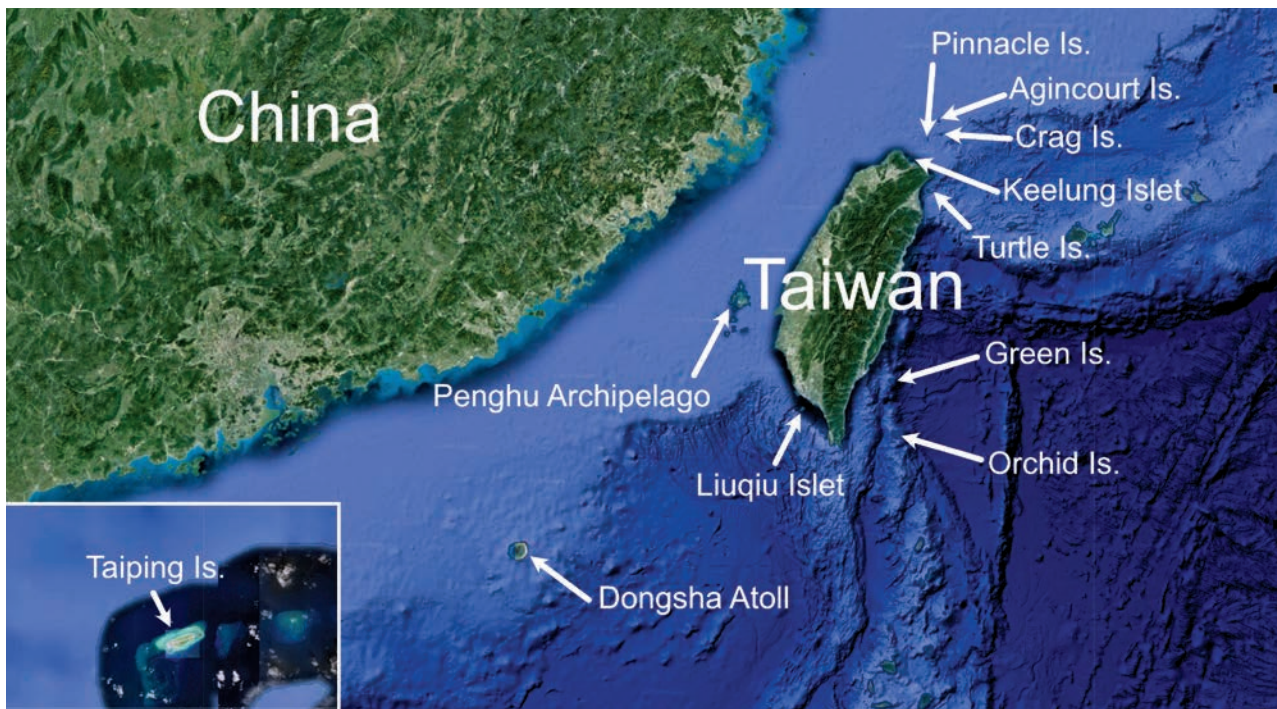 Pinnacle Is.
China
Agincourt Is.
Crag Is.
Keelung Islet
Turtle Is.
Taiwan
Green Is.
Penghu Archipelago
Orchid Is.
Liuqiu Islet
Taiping Is.
Dongsha Atoll